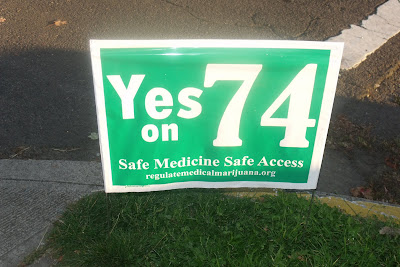 Yes 74
on
Safe Medicine Safe Access
regulatemedicalmarijuana.org